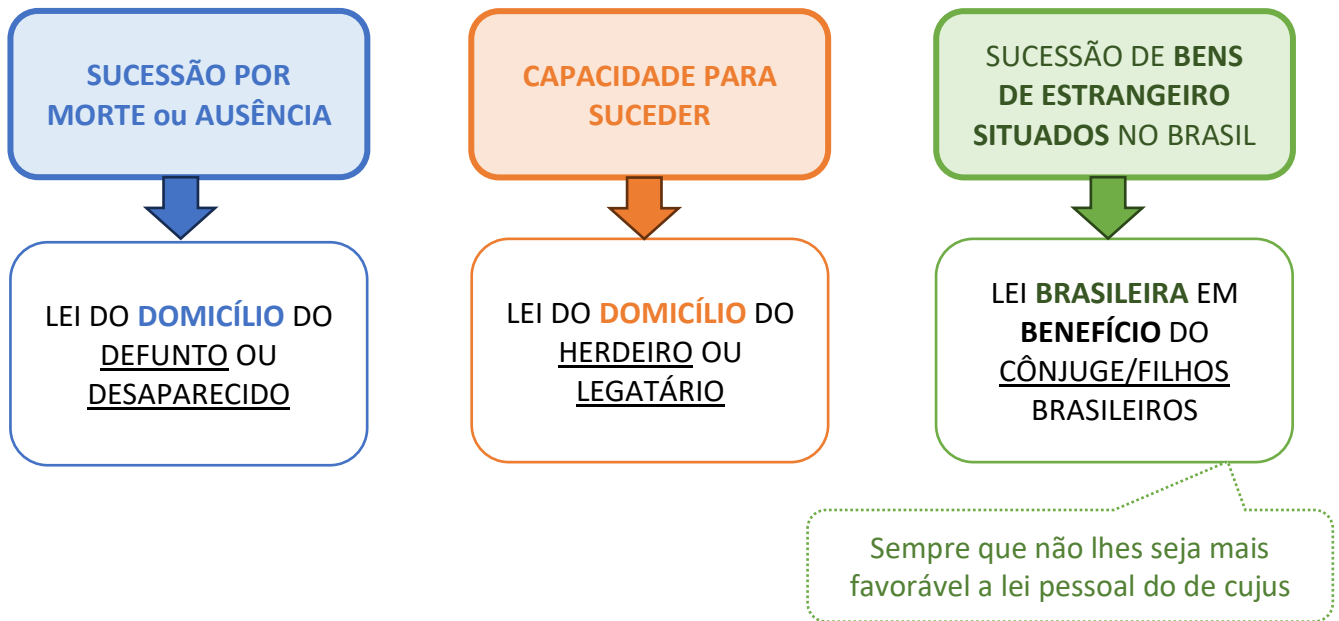 SUCESSÃO POR
MORTE ou AUSÊNCIA
LEI DO DOMICÍLIO DO
DEFUNTO OU
DESAPARECIDO
CAPACIDADE PARA
SUCEDER
LEI DO DOMICÍLIO DO
HERDEIRO OU
LEGATÁRIO
SUCESSÃO DE BENS
DE ESTRANGEIRO
SITUADOS NO BRASIL
LEI BRASILEIRA EM
BENEFÍCIO DO
CÔNJUGE/FILHOS
BRASILEIROS
Sempre que não lhes seja mais
favorável a lei pessoal do de cujus